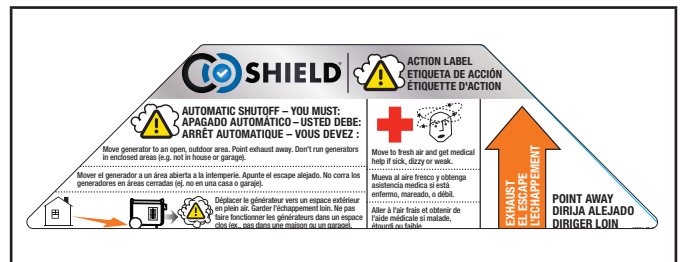 CO SHIELD®
ACTION LABEL
ETIQUETA DE ACCIÓN
ÉTIQUETTE D'ACTION
AUTOMATIC SHUTOFF – YOU MUST:
APAGADO AUTOMÁTICO – USTED DEBE:
ARRÊT AUTOMATIQUE – VOUS DEVEZ :
Move generator to an open, outdoor area. Point exhaust away. Don't run generators
in enclosed areas (e.g. not in house or garage).
Mover el generador a un área abierta a la intemperie. Apunte el escape alejado. No corra los
generadores en áreas cerradas (ej. no en una casa o garaje).
Déplacer le générateur vers un espace extérieur
en plein air. Garder l'échappement loin. Ne pas
faire fonctionner les générateurs dans un espace
clos (ex., pas dans une maison ou un garage).
Move to fresh air and get medical
help if sick, dizzy or weak.
Mueva al aire fresco y obtenga
asistencia medica si está
enfermo, mareado, o débil.
Aller à l'air frais et obtenir de
l'aide médicale si malade,
étourdi ou faible.
EXHAUST
EL ESCAPE
L'ÉCHAPPEMENT
POINT AWAY
DIRIJA ALEJADO
DIRIGER LOIN